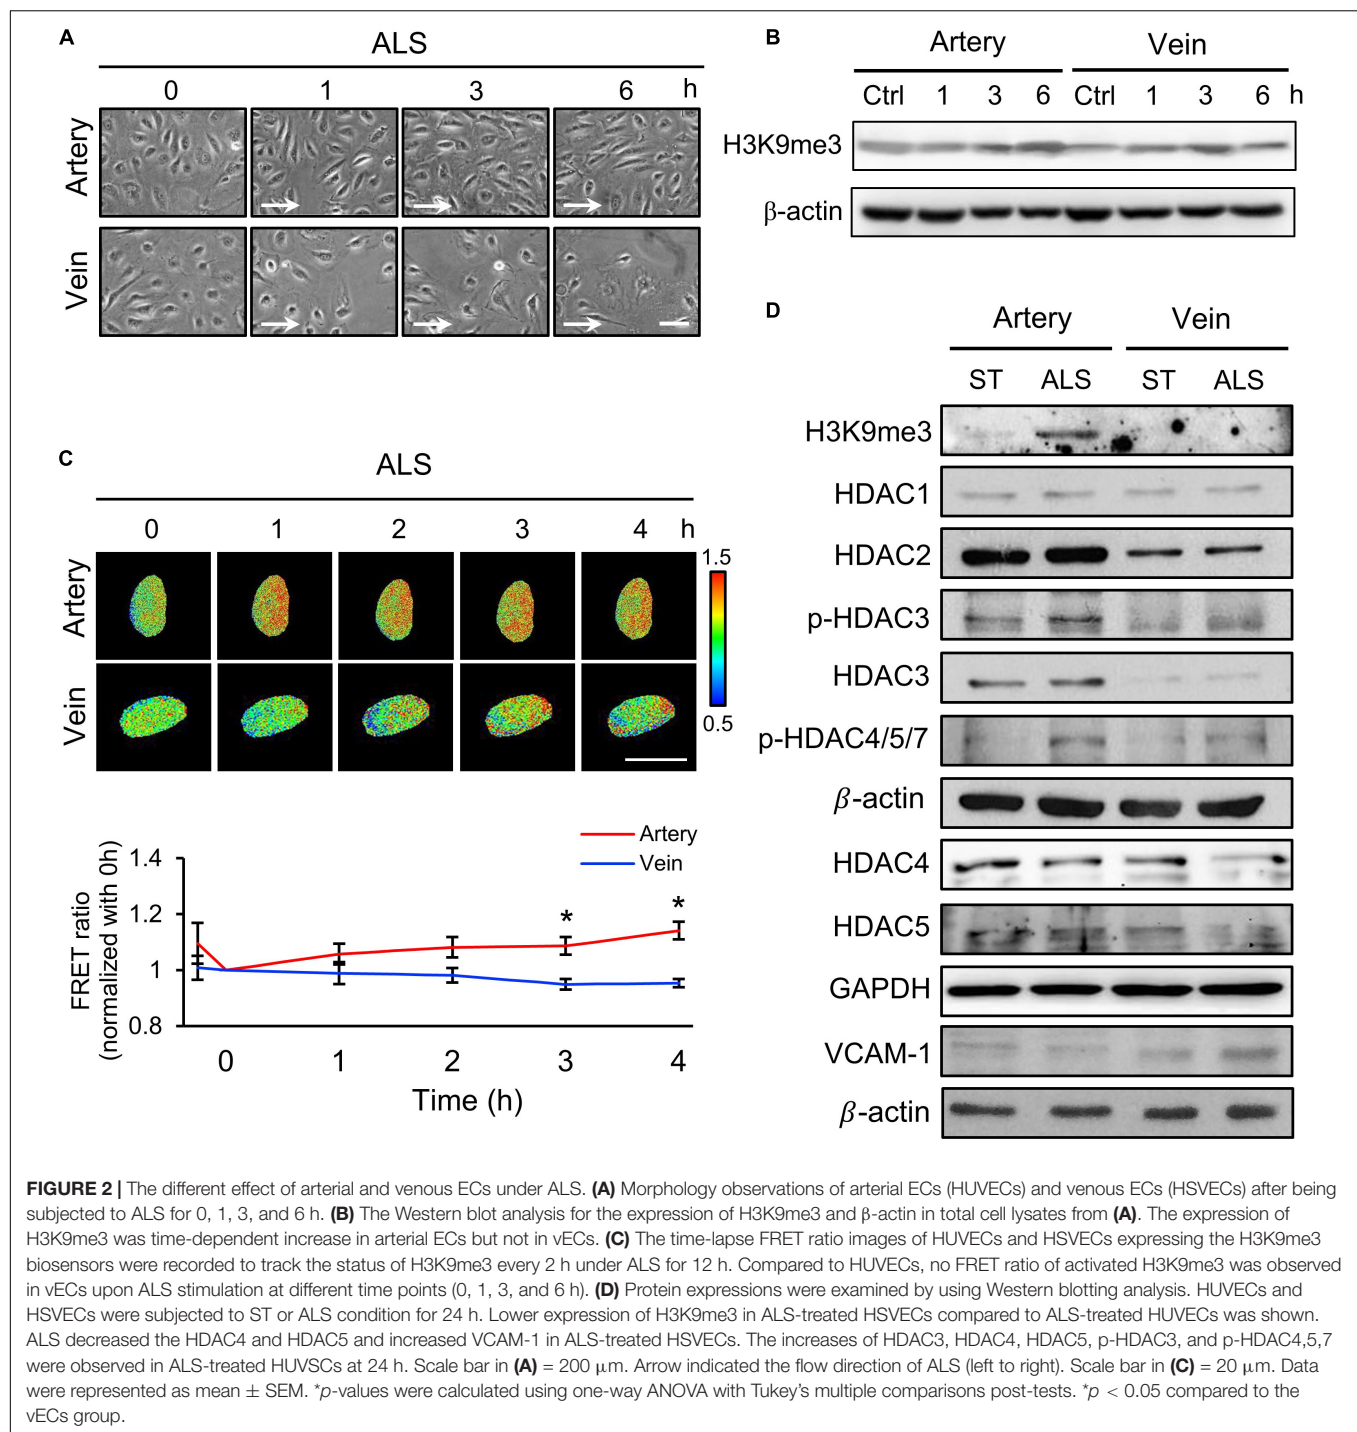 A
ALS
0 1 3 6 h
Artery
Vein
B
Artery Vein
Ctrl 1 3 6 Ctrl 1 3 6 h
H3K9me3
β-actin
C
ALS
0 1 2 3 4 h
Artery
Vein
1.5
0.5
Artery
Vein
FRET ratio
(normalized with 0h)
1.4
1.2
1
0.8
* *
0 1 2 3 4
Time (h)
D
Artery Vein
ST ALS ST ALS
H3K9me3
HDAC1
HDAC2
p-HDAC3
HDAC3
p-HDAC4/5/7
β-actin
HDAC4
HDAC5
GAPDH
VCAM-1
β-actin
FIGURE 2 | The different effect of arterial and venous ECs under ALS. (A) Morphology observations of arterial ECs (HUVECs) and venous ECs (HSVECs) after being
subjected to ALS for 0, 1, 3, and 6 h. (B) The Western blot analysis for the expression of H3K9me3 and β-actin in total cell lysates from (A). The expression of
H3K9me3 was time-dependent increase in arterial ECs but not in vECs. (C) The time-lapse FRET ratio images of HUVECs and HSVECs expressing the H3K9me3
biosensors were recorded to track the status of H3K9me3 every 2 h under ALS for 12 h. Compared to HUVECs, no FRET ratio of activated H3K9me3 was observed
in vECs upon ALS stimulation at different time points (0, 1, 3, and 6 h). (D) Protein expressions were examined by using Western blotting analysis. HUVECs and
HSVECs were subjected to ST or ALS condition for 24 h. Lower expression of H3K9me3 in ALS-treated HSVECs compared to ALS-treated HUVECs was shown.
ALS decreased the HDAC4 and HDAC5 and increased VCAM-1 in ALS-treated HSVECs. The increases of HDAC3, HDAC4, HDAC5, p-HDAC3, and p-HDAC4,5,7
were observed in ALS-treated HUVSCs at 24 h. Scale bar in (A) = 200 μm. Arrow indicated the flow direction of ALS (left to right). Scale bar in (C) = 20 μm. Data
were represented as mean ± SEM. *p-values were calculated using one-way ANOVA with Tukey's multiple comparisons post-tests. *p < 0.05 compared to the
vECs group.